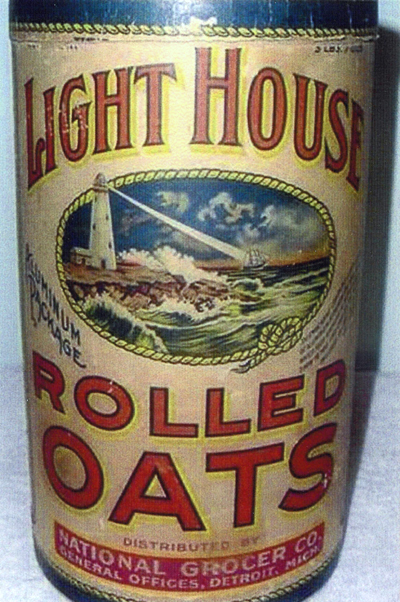 LIGHT HOUSE
ALUMINUM
PACKAGE
ROLLED
OATS
DISTRIBUTED BY
NATIONAL GROCER CO.
GENERAL OFFICES, DETROIT, MICH.